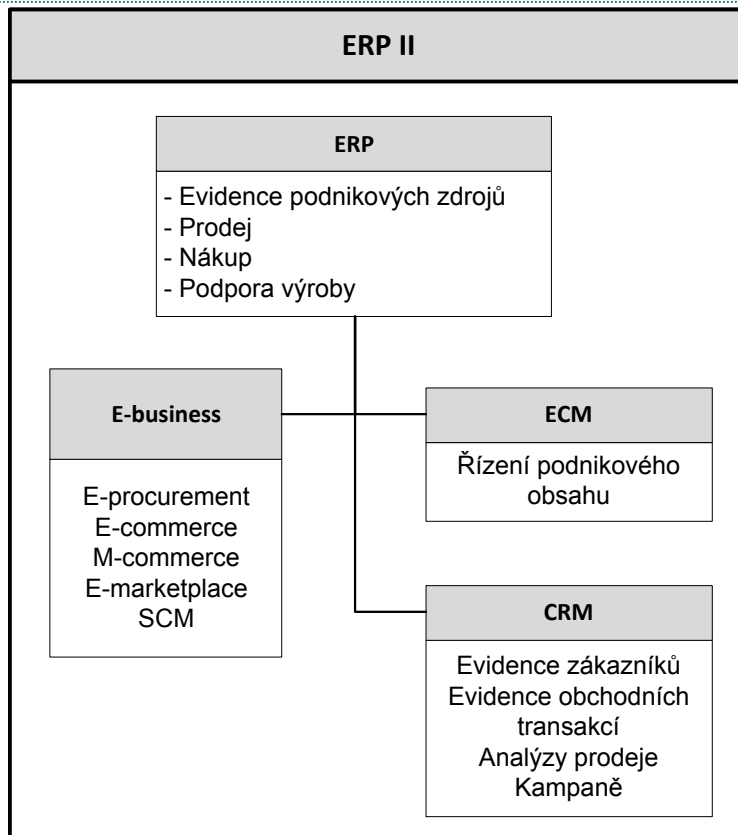 ERP II
ERP
- Evidence podnikových zdrojů
- Prodej
- Nákup
- Podpora výroby
E-business
E-procurement
E-commerce
M-commerce
E-marketplace
SCM
ECM
Řízení podnikového
obsahu
CRM
Evidence zákazníků
Evidence obchodních
transakcí
Analýzy prodeje
Kampaně